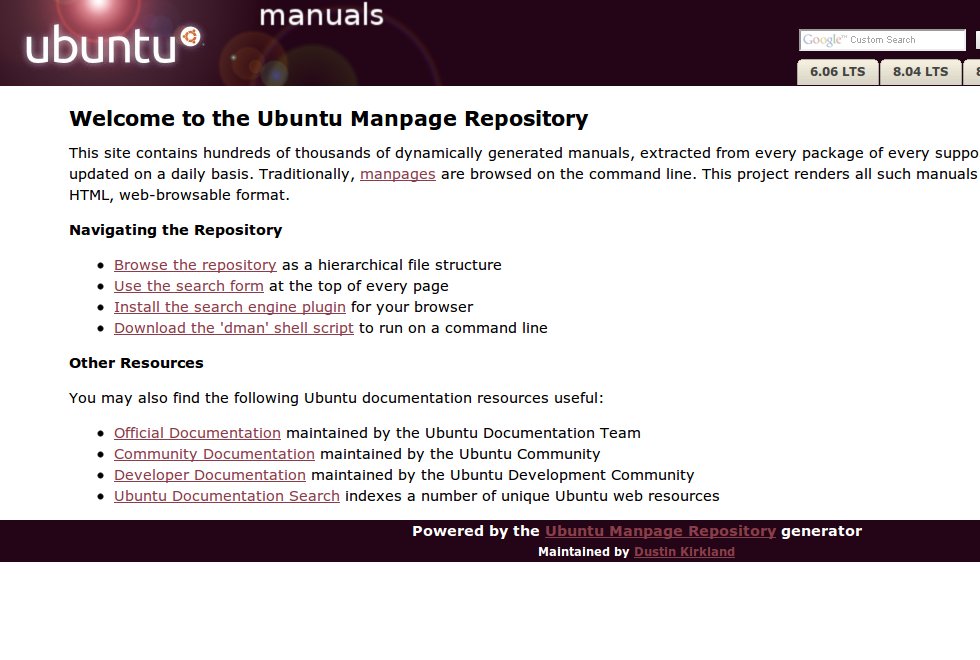 manuals
ubuntu
Google™ Custom Search
6.06 LTS 8.04 LTS
Welcome to the Ubuntu Manpage Repository
This site contains hundreds of thousands of dynamically generated manuals, extracted from every package of every suppo
updated on a daily basis. Traditionally, manpages are browsed on the command line. This project renders all such manuals
HTML, web-browsable format.
Navigating the Repository
• Browse the repository as a hierarchical file structure
• Use the search form at the top of every page
• Install the search engine plugin for your browser
• Download the 'dman' shell script to run on a command line
Other Resources
You may also find the following Ubuntu documentation resources useful:
• Official Documentation maintained by the Ubuntu Documentation Team
• Community Documentation maintained by the Ubuntu Community
• Developer Documentation maintained by the Ubuntu Development Community
• Ubuntu Documentation Search indexes a number of unique Ubuntu web resources
Powered by the Ubuntu Manpage Repository generator
Maintained by Dustin Kirkland